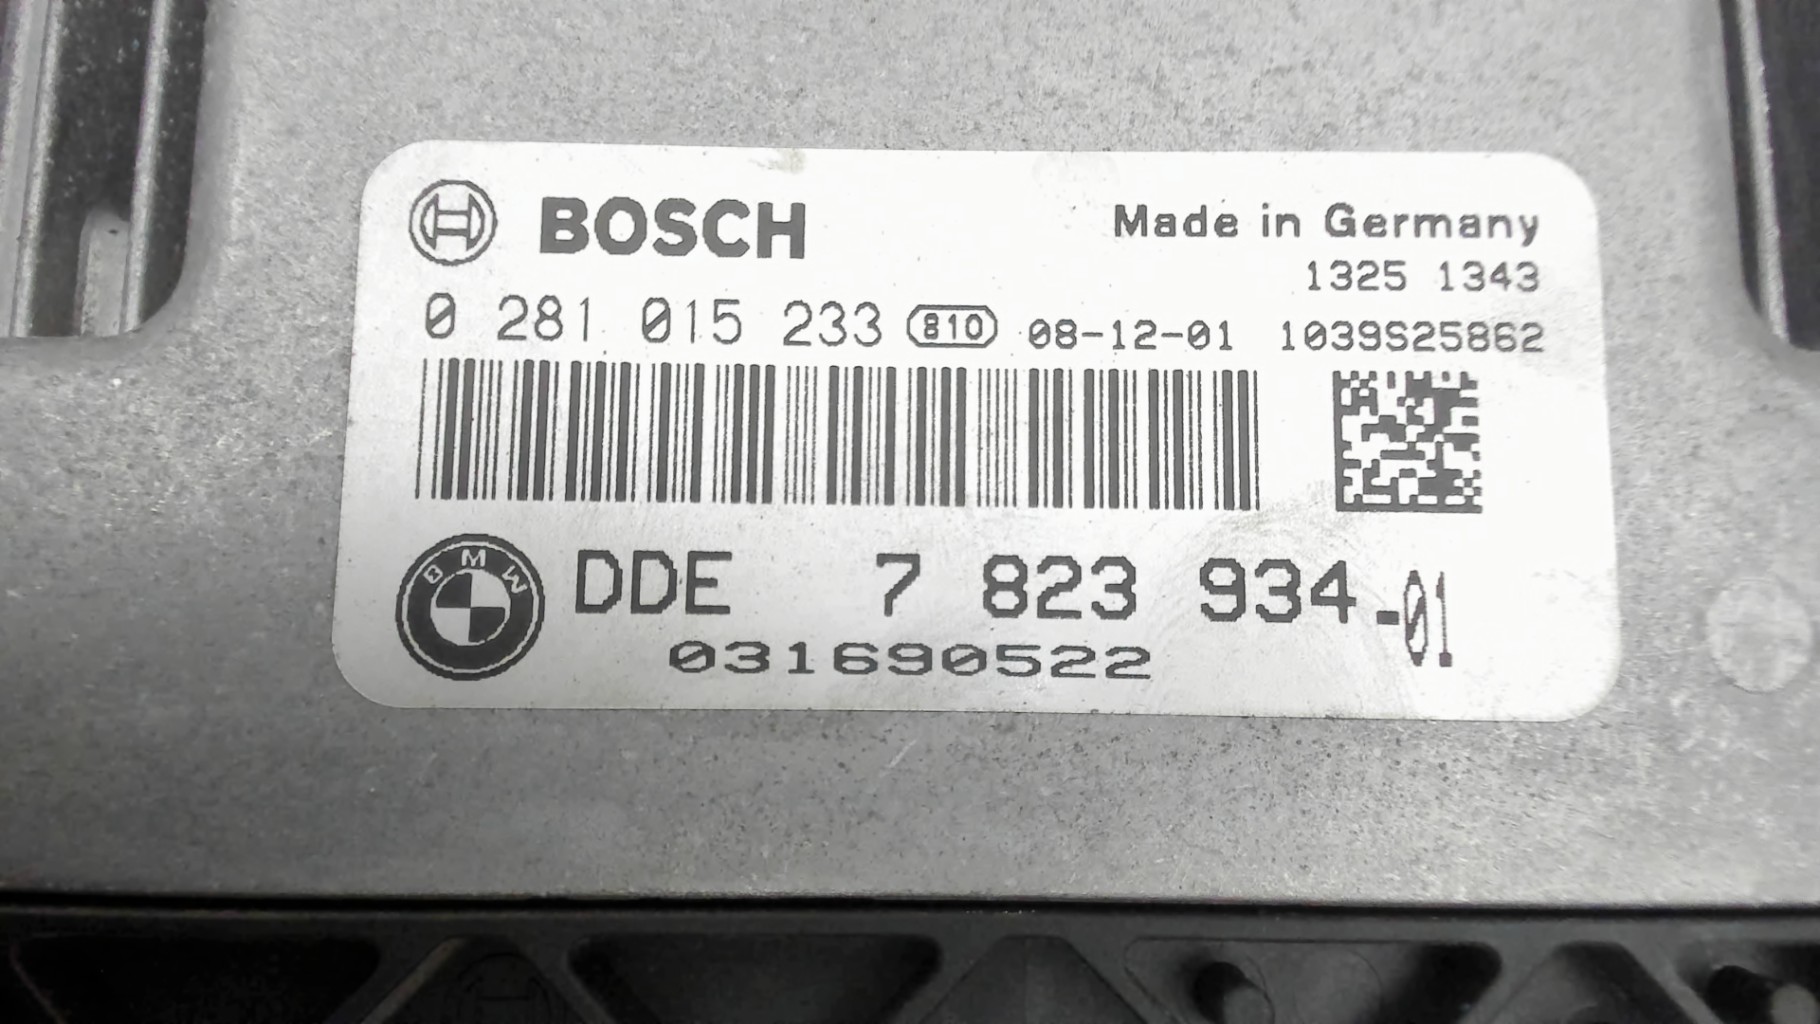 BOSCH
Made in Germany
1325 1343
0 281 015 233 810 08-12-01 1039S25862
BMW
DDE 7 823 934-01
031690522